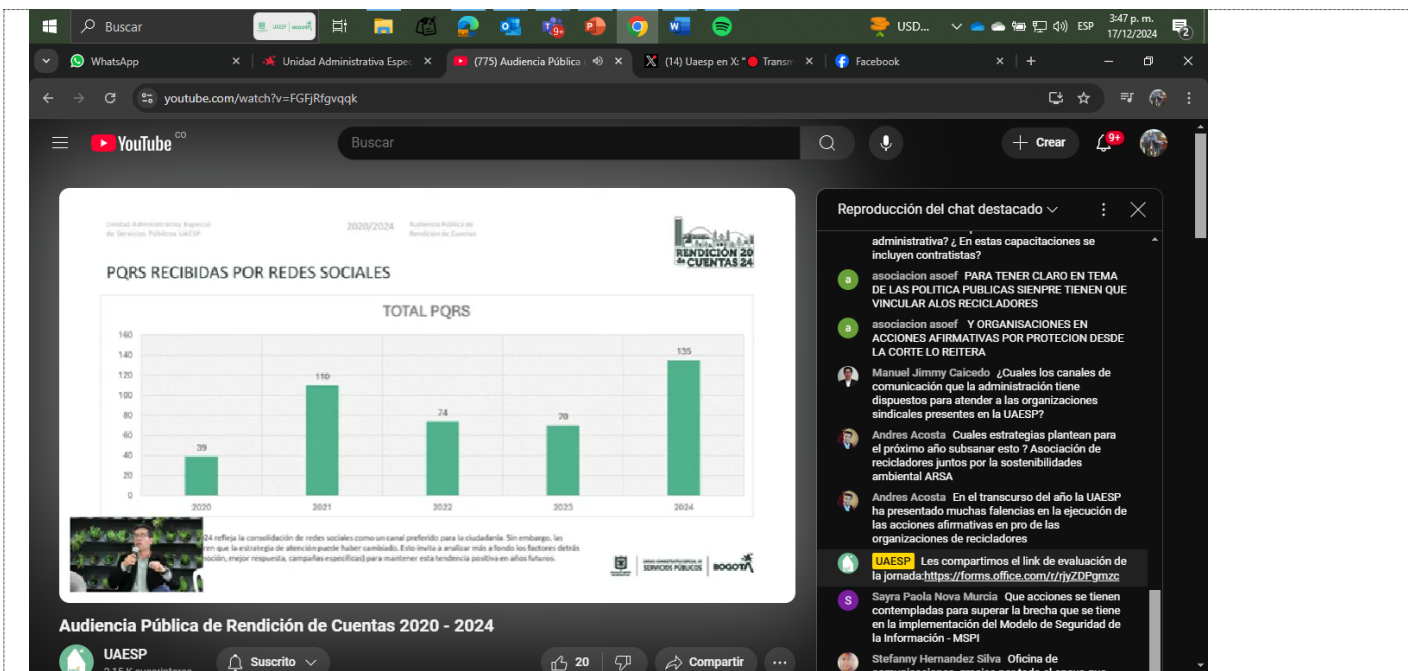 Buscar
USD...
ESP
3:47 p. m.
17/12/2024
WhatsApp
Unidad Administrativa Espec
(775) Audiencia Pública
(14) Uaesp en X: "🔴 Transm
Facebook
youtube.com/watch?v=FGFjRfgvqqk
YouTube CO
Buscar
Crear
9+
Unidad Administrativa Especial
de Servicios Públicos UAESP
2020/2024
Audiencia Pública de
Rendición de Cuentas
RENDICIÓN 20
de CUENTAS 24
PQRS RECIBIDAS POR REDES SOCIALES
TOTAL PQRS
160
140
120
100
80
60
40
20
0
39
110
74
70
135
2020
2021
2022
2023
2024
24 refleja la consolidación de redes sociales como un canal preferido para la ciudadanía. Sin embargo, las
ren que la estrategia de atención puede haber cambiado. Esto invita a analizar más a fondo los factores detrás
oción, mejor respuesta, campañas específicas) para mantener esta tendencia positiva en años futuros.
SERVICIOS PÚBLICOS
BOGOTÁ
Audiencia Pública de Rendición de Cuentas 2020 - 2024
UAESP
Suscrito
20
Compartir
Reproducción del chat destacado
administrativa? ¿ En estas capacitaciones se
incluyen contratistas?
asociacion asoef PARA TENER CLARO EN TEMA
DE LAS POLITICA PUBLICAS SIENPRE TIENEN QUE
VINCULAR ALOS RECICLADORES
asociacion asoef Y ORGANISACIONES EN
ACCIONES AFIRMATIVAS POR PROTECION DESDE
LA CORTE LO REITERA
Manuel Jimmy Caicedo ¿Cuales los canales de
comunicación que la administración tiene
dispuestos para atender a las organizaciones
sindicales presentes en la UAESP?
Andres Acosta Cuales estrategias plantean para
el próximo año subsanar esto ? Asociación de
recicladores juntos por la sostenibilidades
ambiental ARSA
Andres Acosta En el transcurso del año la UAESP
ha presentado muchas falencias en la ejecución de
las acciones afirmativas en pro de las
organizaciones de recicladores
UAESP Les compartimos el link de evaluación de
la jornada:https://forms.office.com/r/rjyZDPgmzc
Sayra Paola Nova Murcia Que acciones se tienen
contempladas para superar la brecha que se tiene
en la implementación del Modelo de Seguridad de
la Información - MSPI
Stefanny Hernandez Silva Oficina de